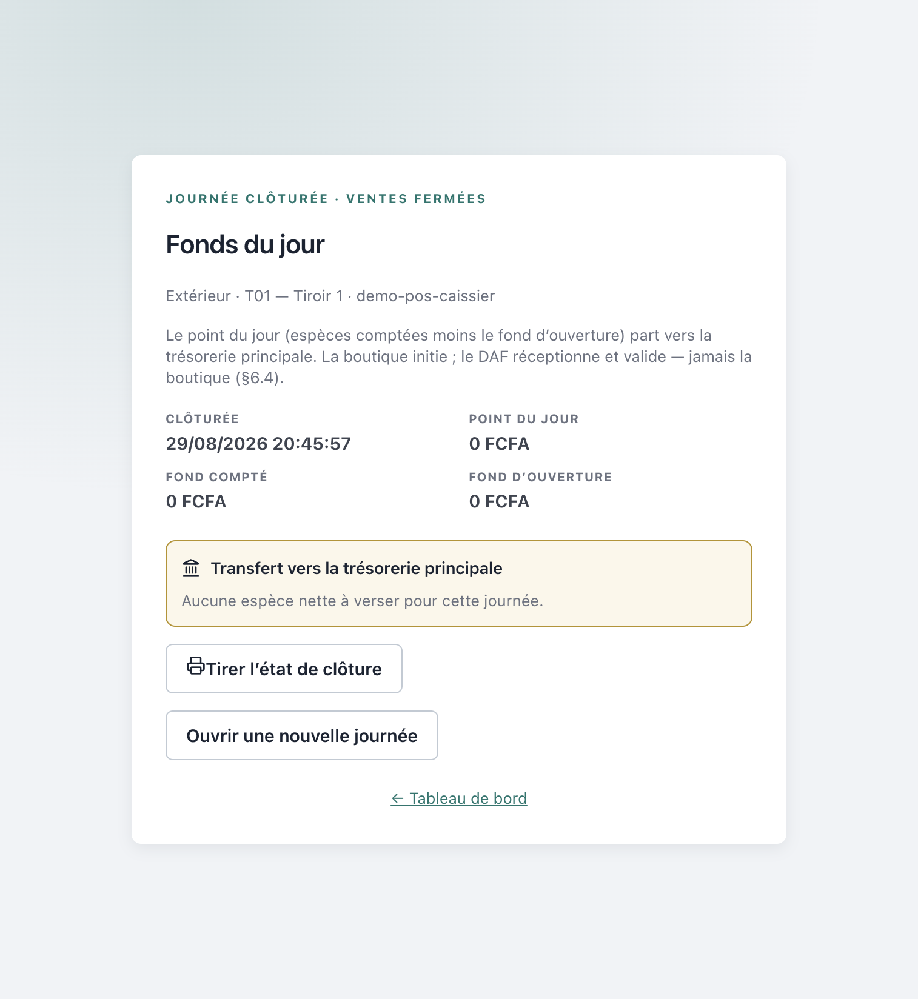 JOURNÉE CLÔTURÉE · VENTES FERMÉES
Fonds du jour
Extérieur · T01 — Tiroir 1 · demo-pos-caissier
Le point du jour (espèces comptées moins le fond d’ouverture) part vers la
trésorerie principale. La boutique initie ; le DAF réceptionne et valide — jamais la
boutique (§6.4).
CLÔTURÉE
29/08/2026 20:45:57
POINT DU JOUR
0 FCFA
FOND COMPTÉ
0 FCFA
FOND D’OUVERTURE
0 FCFA
Transfert vers la trésorerie principale
Aucune espèce nette à verser pour cette journée.
Tirer l’état de clôture
Ouvrir une nouvelle journée
← Tableau de bord